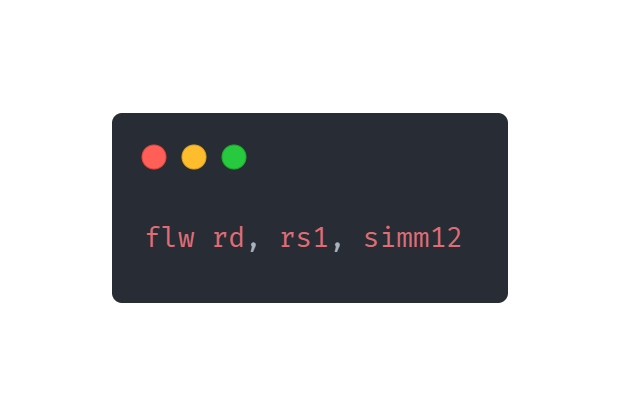 flw rd, rs1, simm12